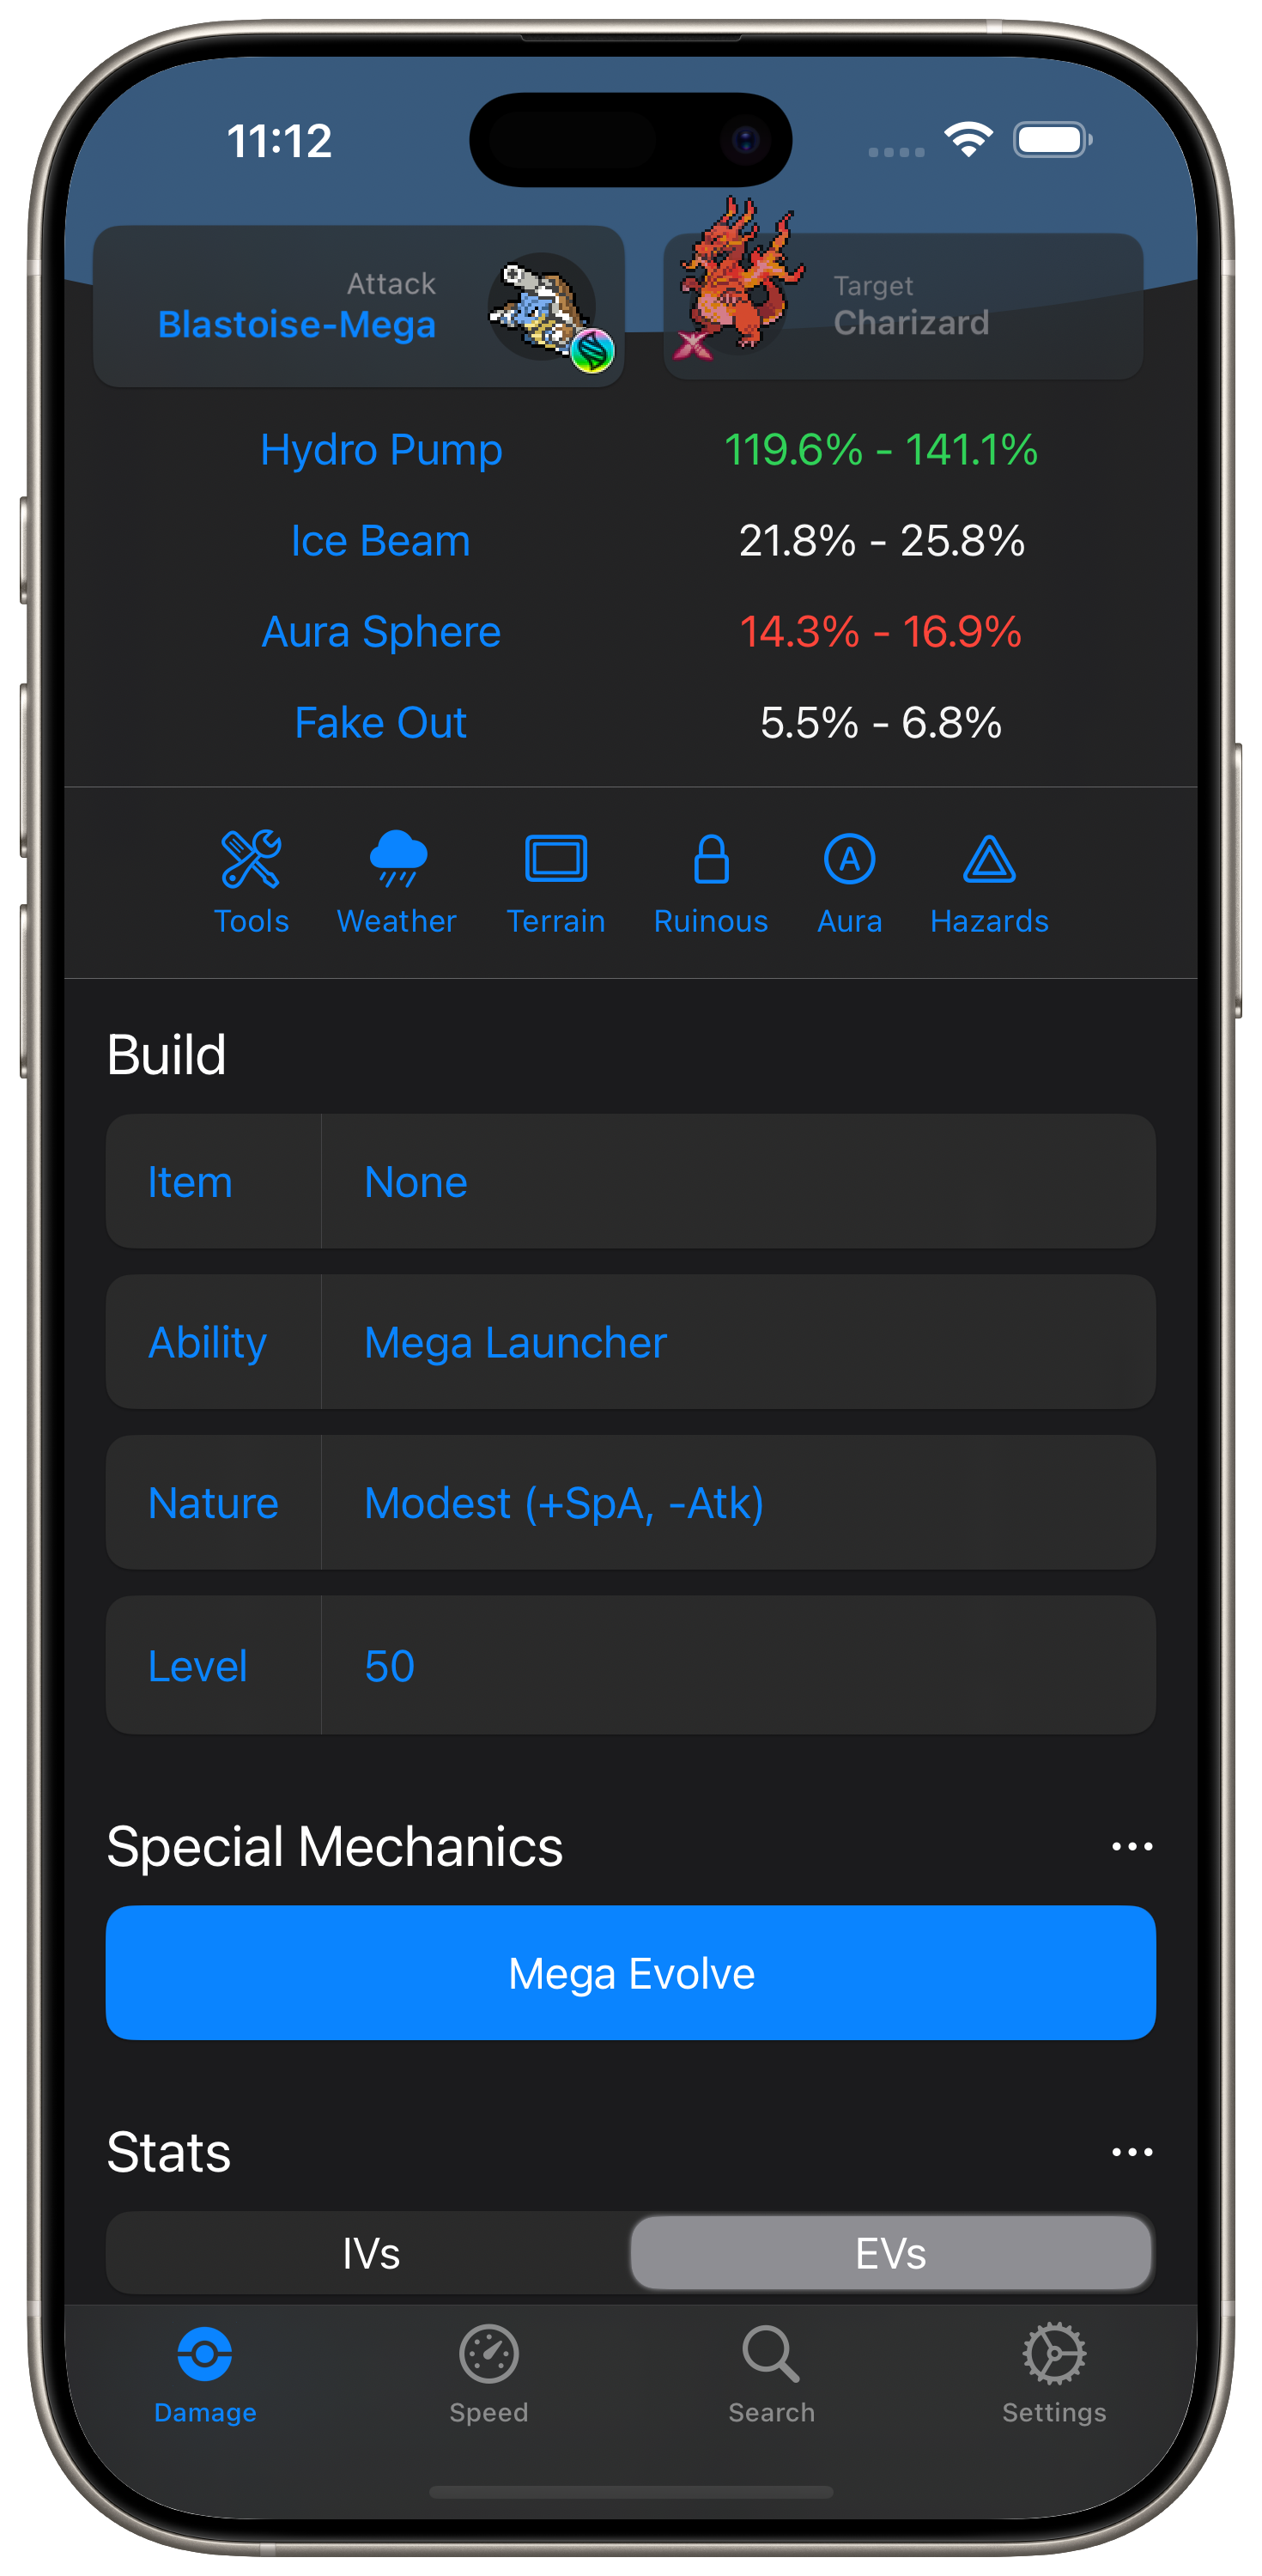 11:12
Attack
Blastoise-Mega
Target
Charizard
Hydro Pump 119.6% - 141.1%
Ice Beam 21.8% - 25.8%
Aura Sphere 14.3% - 16.9%
Fake Out 5.5% - 6.8%
Tools Weather Terrain Ruinous Aura Hazards
Build
Item None
Ability Mega Launcher
Nature Modest (+SpA, -Atk)
Level 50
Special Mechanics
Mega Evolve
Stats
IVs EVs
Damage Speed Search Settings